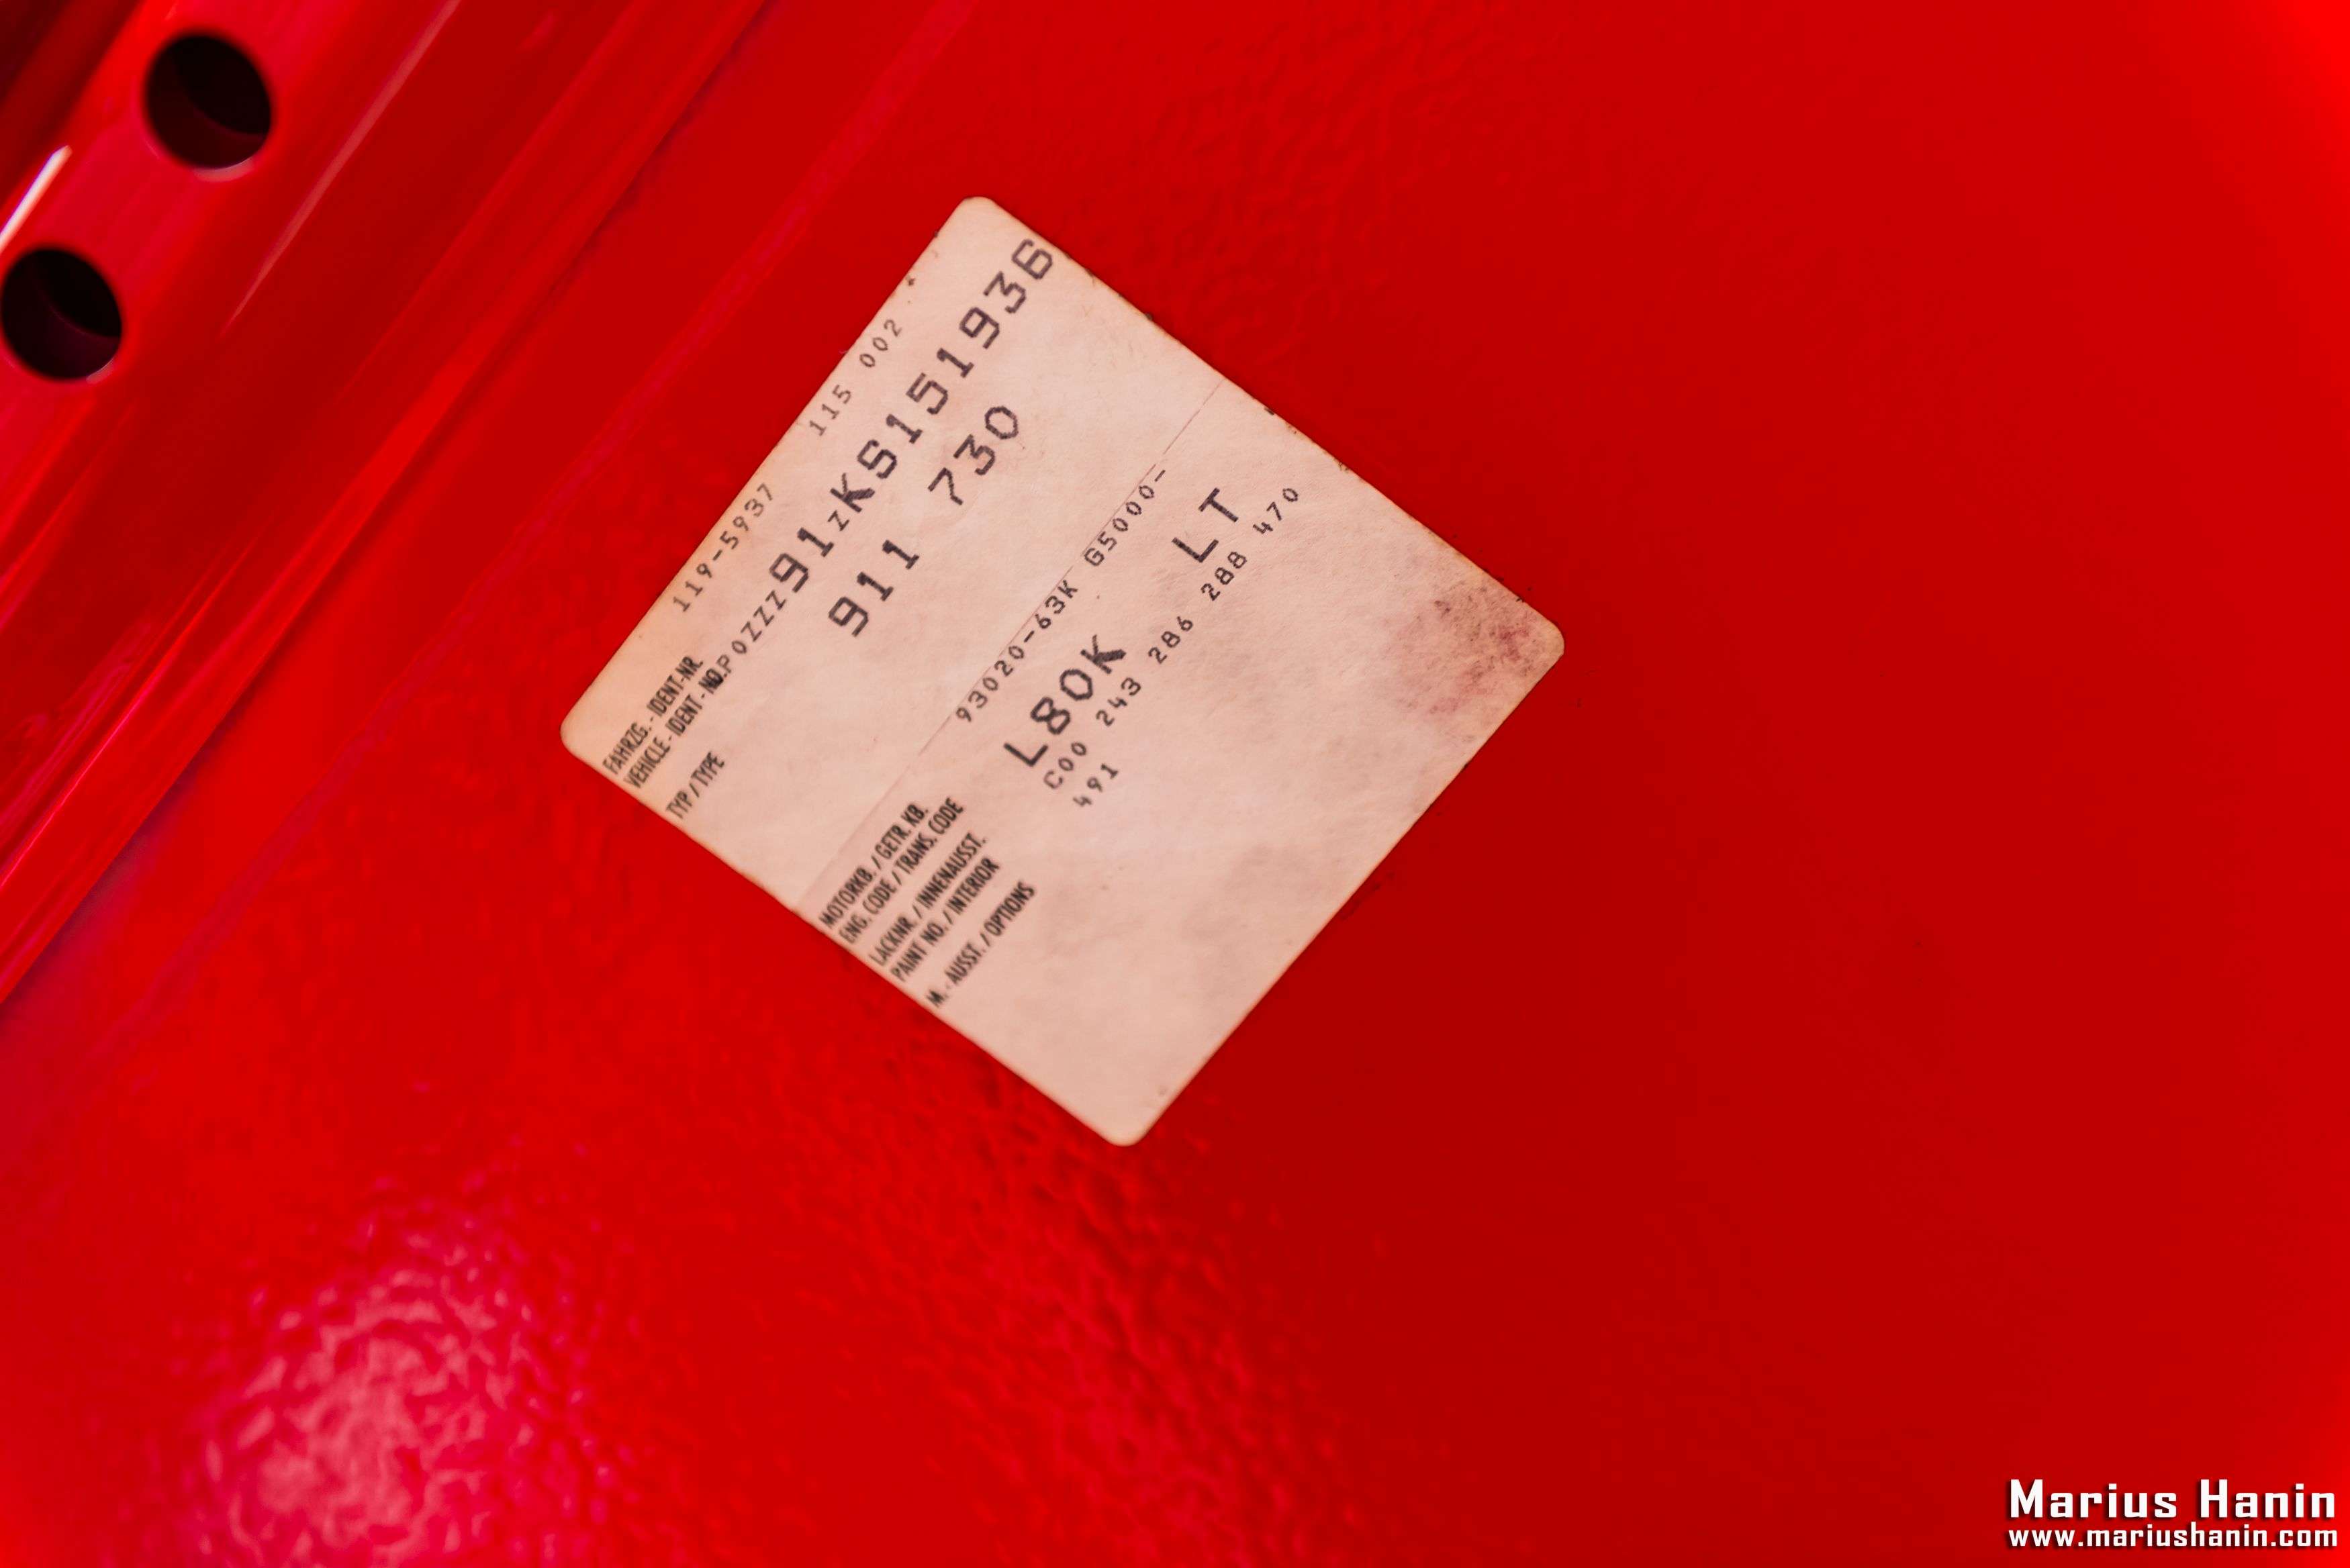 119-5937 115 002
FAHRZG.-IDENT-NR.
VEHICLE-IDENT-NO. P0ZZZ91ZKS151936
TYP / TYPE 911 730
93020-63K G5000-
MOTORKB. / GETR. KB.
ENG. CODE / TRANS. CODE
LACKNR. / INNENAUSST. L80K LT
PAINT NO. / INTERIOR
C00 243 286 288 470
M.-AUSST. / OPTIONS 491
Marius Hanin
www.mariushanin.com